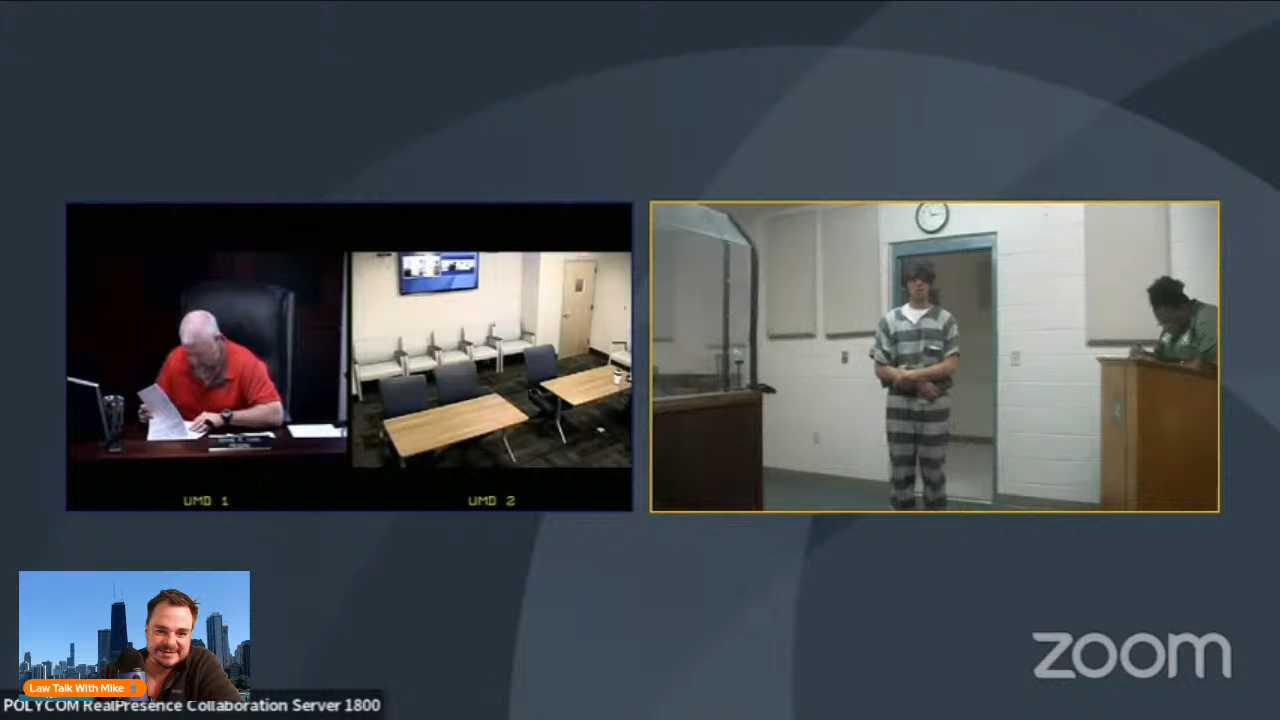 UMD 1
UMD 2
zoom
Law Talk With Mike
POLYCOM RealPresence Collaboration Server 1800